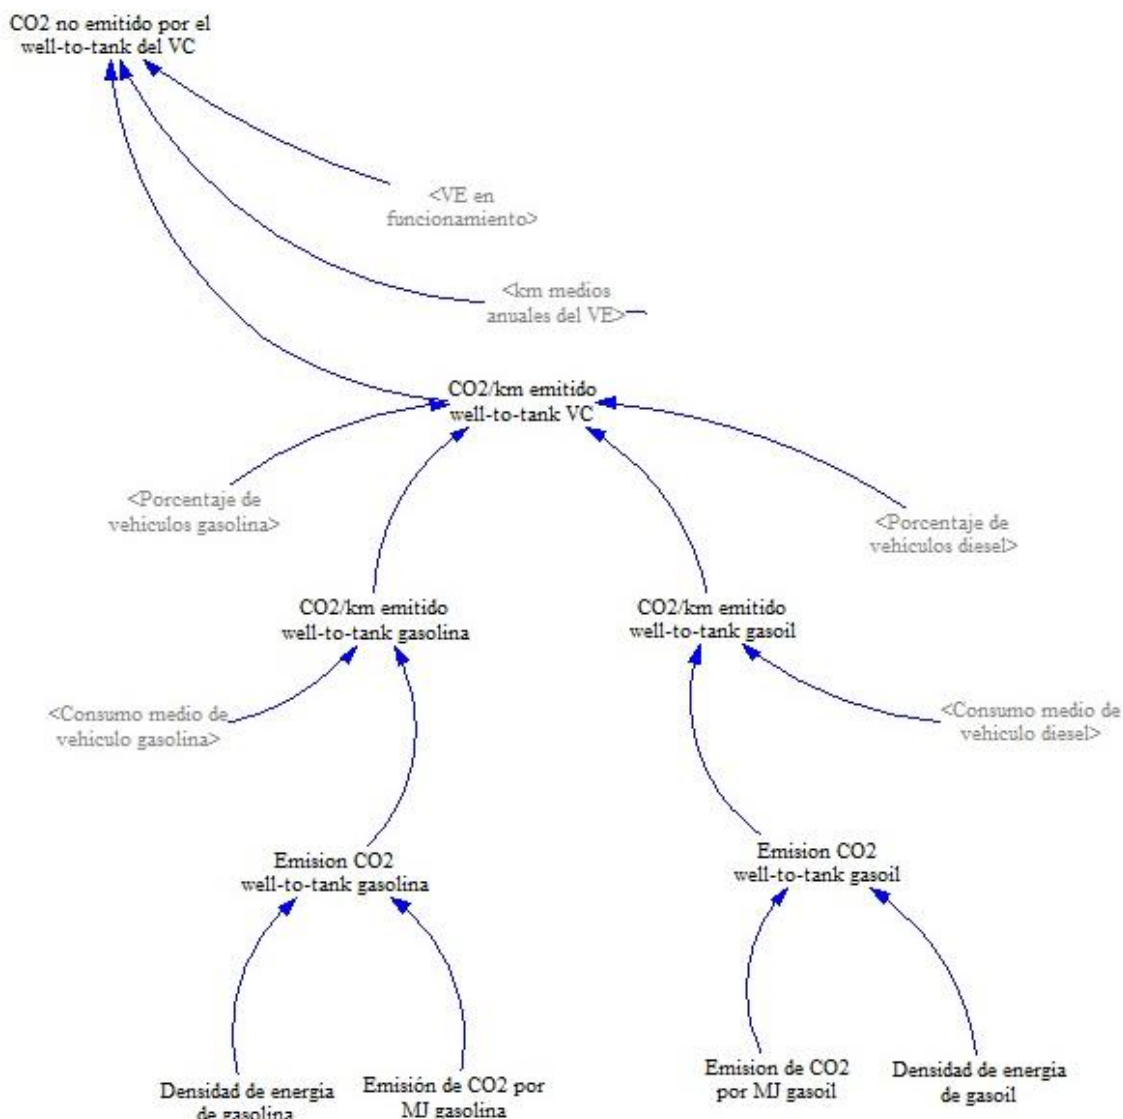 CO2 no emitido por el
well-to-tank del VC
<VE en
funcionamiento>
<km medios
anuales del VE>
CO2/km emitido
well-to-tank VC
<Porcentaje de
vehiculos gasolina>
<Porcentaje de
vehiculos diesel>
CO2/km emitido
well-to-tank gasolina
CO2/km emitido
well-to-tank gasoil
<Consumo medio de
vehiculo gasolina>
<Consumo medio de
vehiculo diesel>
Emision CO2
well-to-tank gasolina
Emision CO2
well-to-tank gasoil
Densidad de energia
de gasolina
Emisión de CO2 por
MJ gasolina
Emision de CO2
por MJ gasoil
Densidad de energia
de gasoil